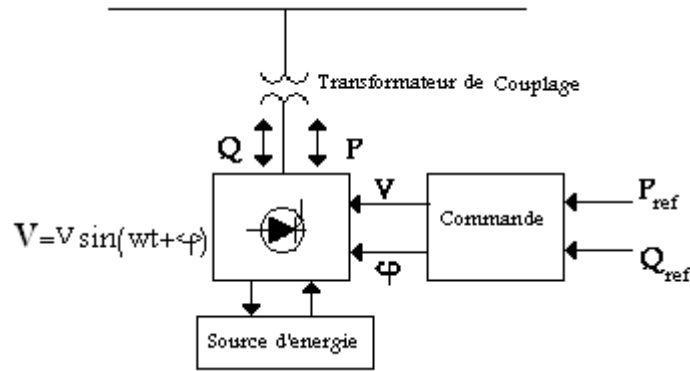 Transformateur de Couplage
Q P
V
Commande
P ref
V=V sin(wt+φ)
φ
Q ref
Source d'energie